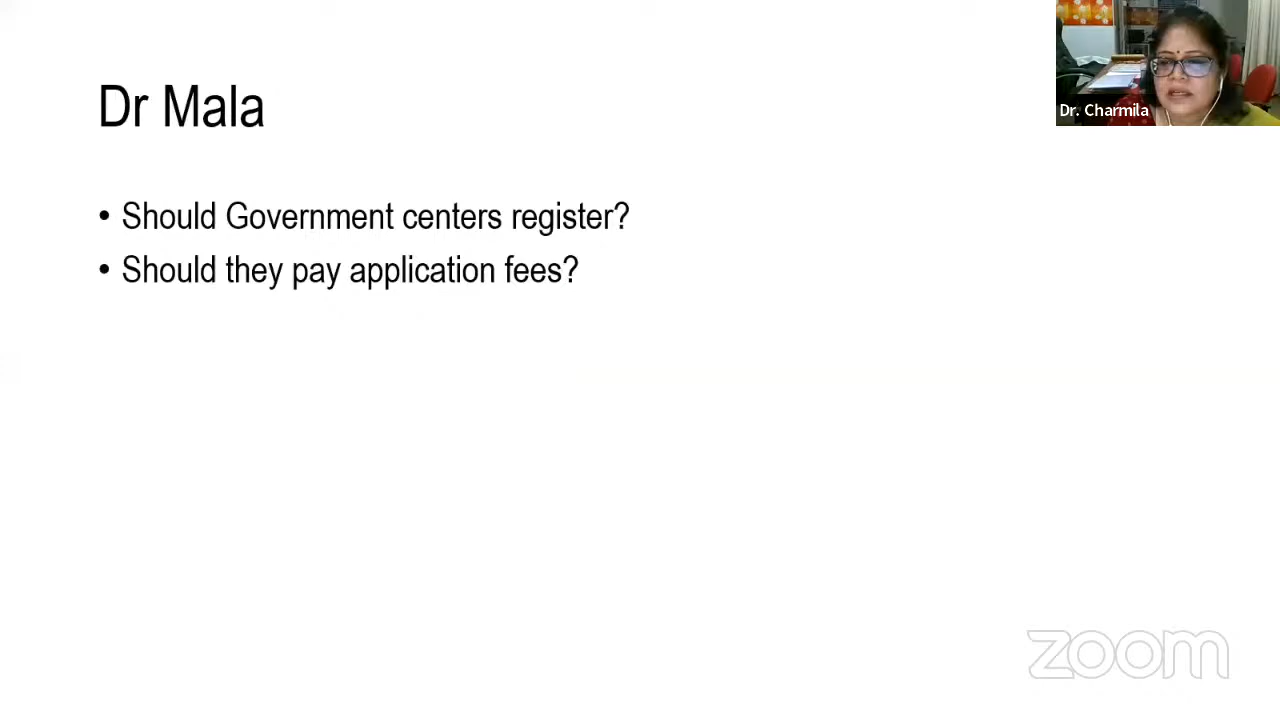 Dr Mala
Dr. Charmila
• Should Government centers register?
• Should they pay application fees?
zoom